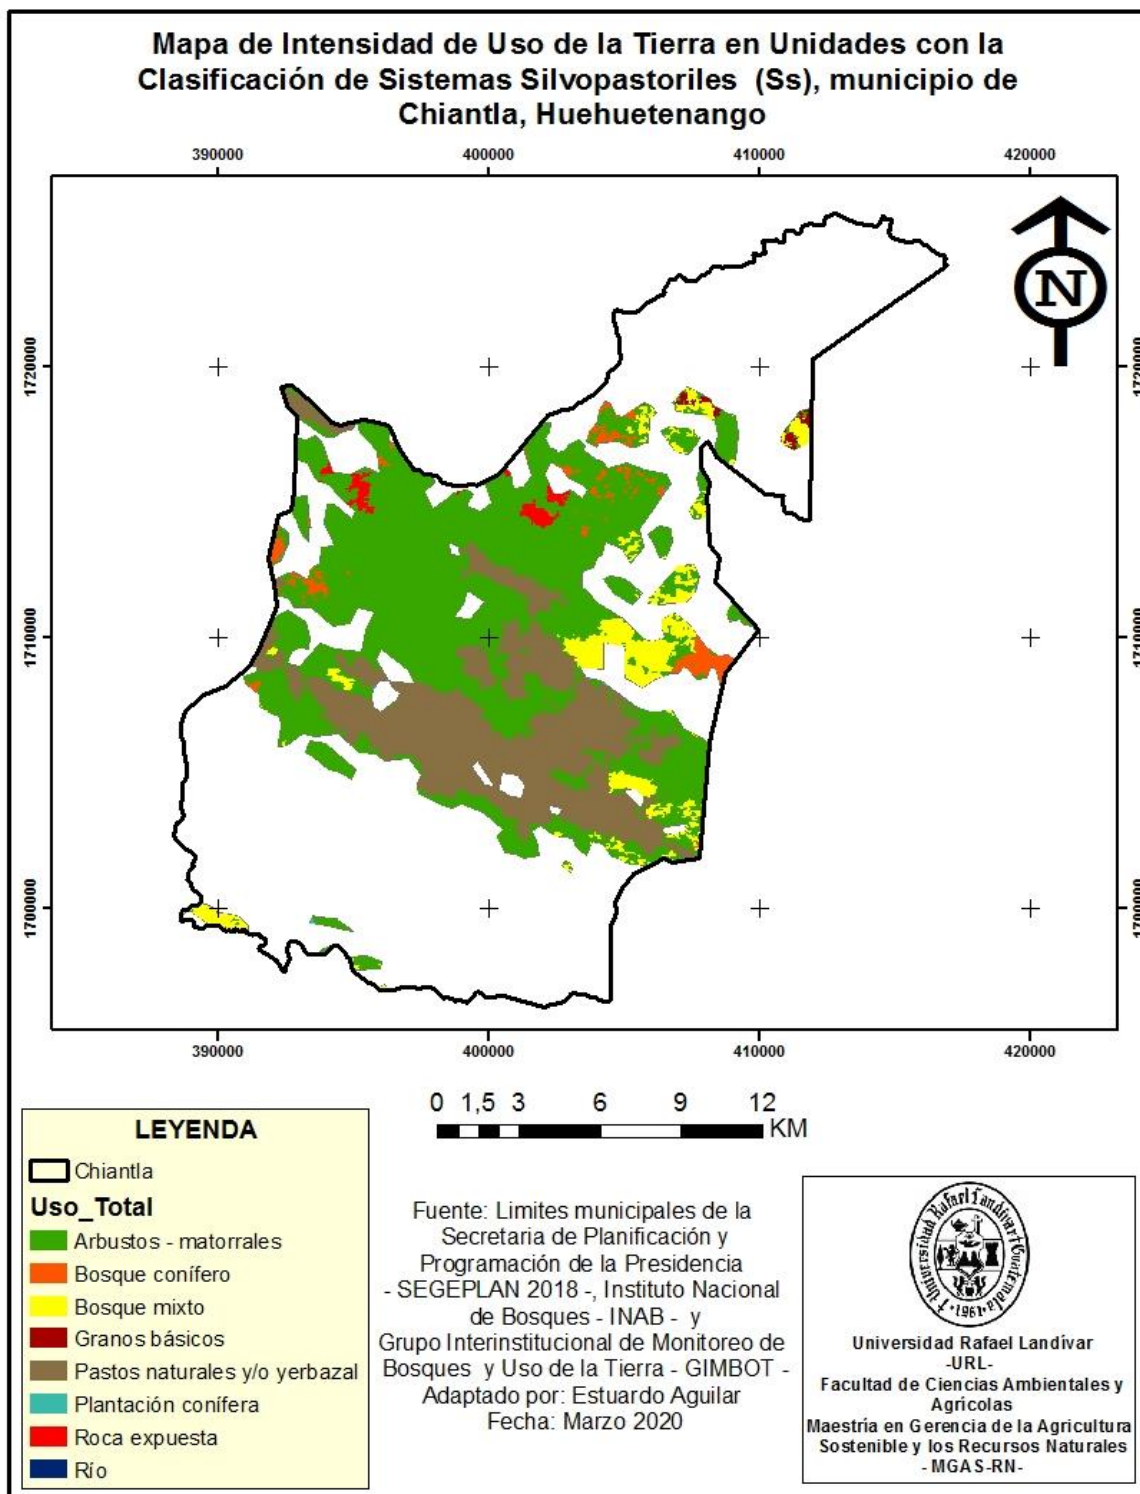 Mapa de Intensidad de Uso de la Tierra en Unidades con la
Clasificación de Sistemas Silvopastoriles (Ss), municipio de
Chiantla, Huehuetenango
390000 400000 410000 420000
N
1720000 1720000
1710000 1710000
1700000 1700000
390000 400000 410000 420000
0 1,5 3 6 9 12
KM
LEYENDA
Chiantla
Uso_Total
Arbustos - matorrales
Bosque conífero
Bosque mixto
Granos básicos
Pastos naturales y/o yerbazal
Plantación conífera
Roca expuesta
Río
Fuente: Limites municipales de la
Secretaria de Planificación y
Programación de la Presidencia
- SEGEPLAN 2018 -, Instituto Nacional
de Bosques - INAB - y
Grupo Interinstitucional de Monitoreo de
Bosques y Uso de la Tierra - GIMBOT -
Adaptado por: Estuardo Aguilar
Fecha: Marzo 2020
Universidad Rafael Landívar Guatemala
1961
Universidad Rafael Landívar
-URL-
Facultad de Ciencias Ambientales y
Agrícolas
Maestría en Gerencia de la Agricultura
Sostenible y los Recursos Naturales
- MGAS-RN-